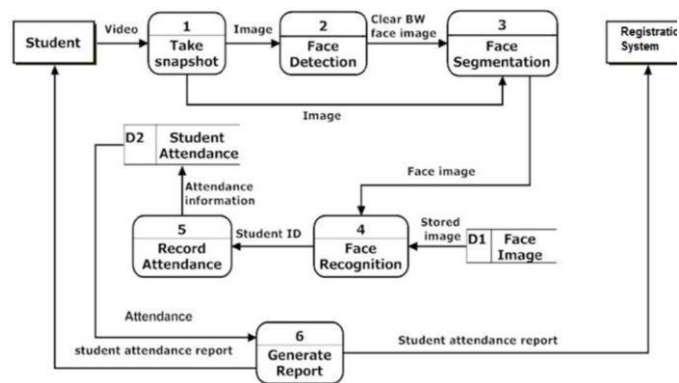 Student
Video
1
Take
snapshot
Image
2
Face
Detection
Clear BW
face image
3
Face
Segmentation
Registratic
System
Image
D2
Student
Attendance
Attendance
information
Face image
5
Record
Attendance
Student ID
4
Face
Recognition
Stored
image
D1
Face
Image
Attendance
student attendance report
6
Generate
Report
Student attendance report